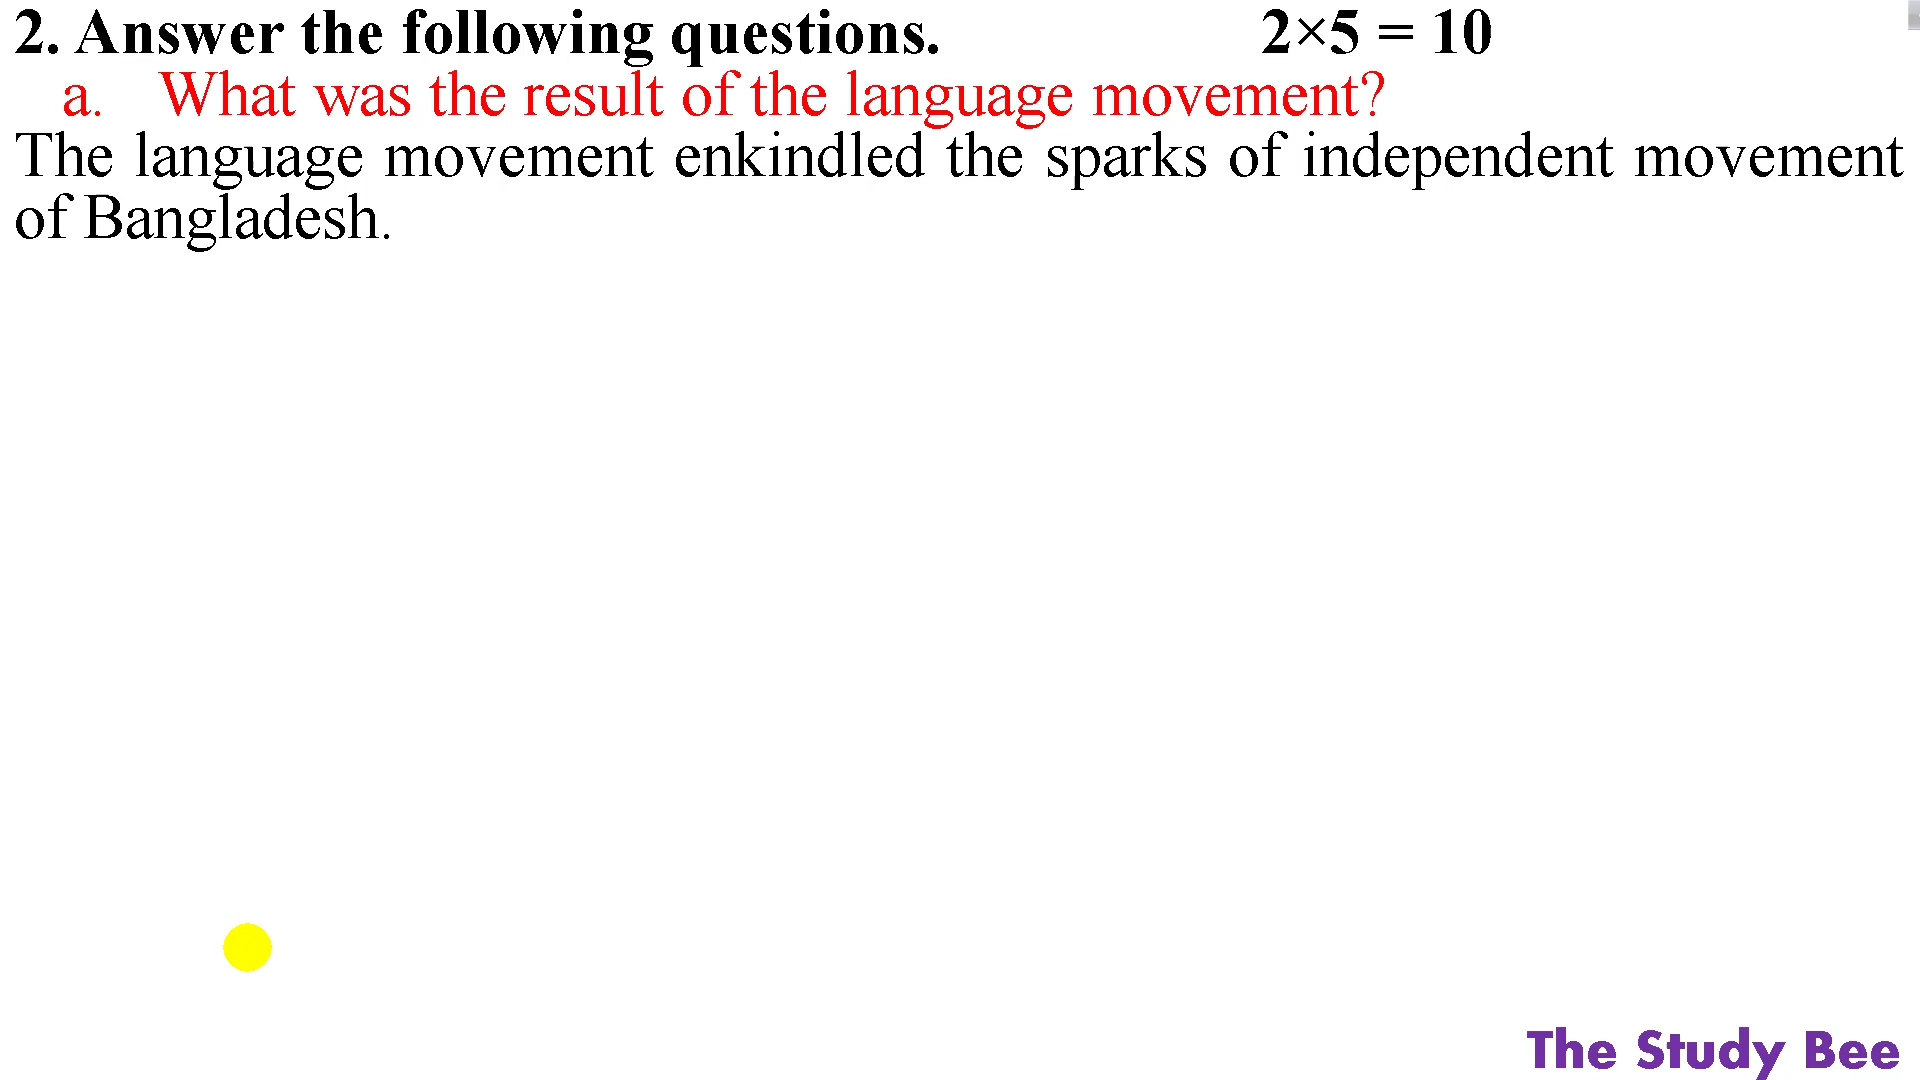 2. Answer the following questions. 2×5 = 10
a. What was the result of the language movement?
The language movement enkindled the sparks of independent movement
of Bangladesh.
The Study Bee